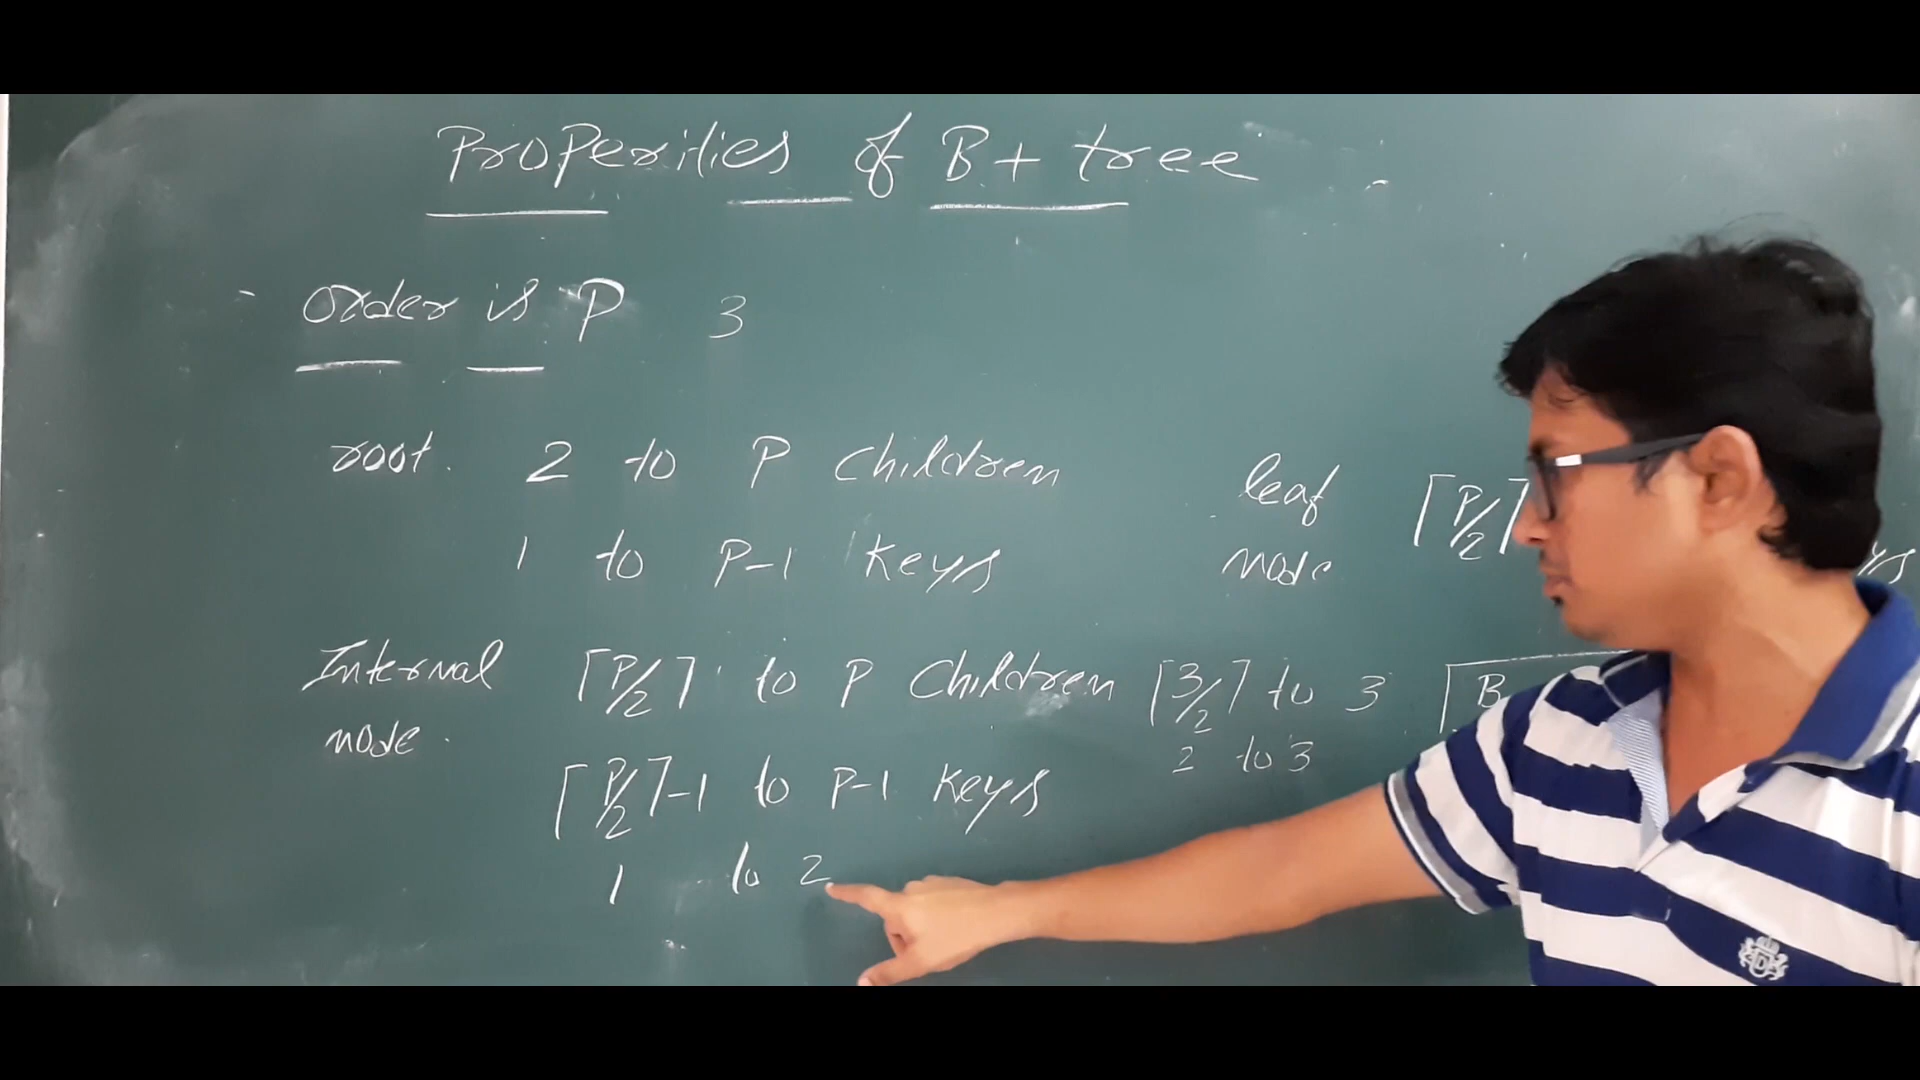 Properities of B+ tree
Order is P 3
root. 2 to P Children
1 to P-1 Keys
Internal node. ⌈P/2⌉ to P Children ⌈3/2⌉ to 3
2 to 3
⌈P/2⌉-1 to P-1 Keys
1 to 2
leaf node ⌈P/2⌉
B